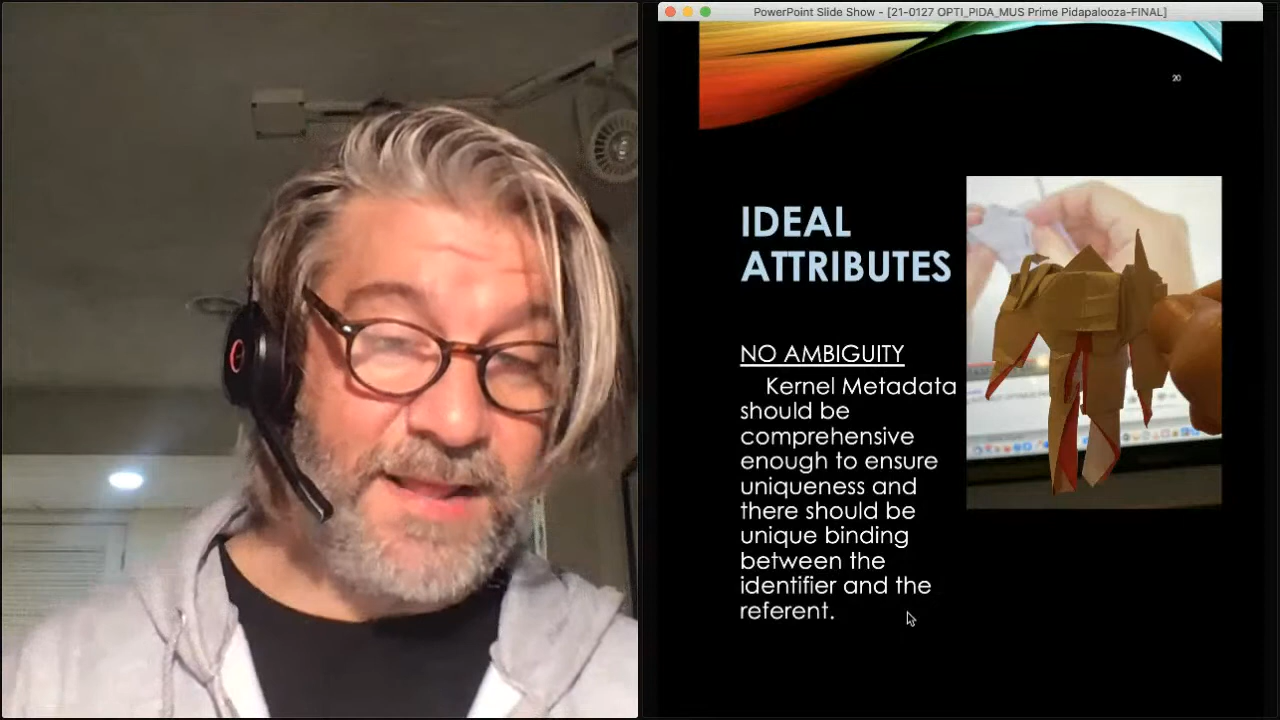 PowerPoint Slide Show - [21-0127 OPTI_PIDA_MUS Prime Pidapalooza-FINAL]
20
IDEAL
ATTRIBUTES
NO AMBIGUITY
Kernel Metadata
should be
comprehensive
enough to ensure
uniqueness and
there should be
unique binding
between the
identifier and the
referent.